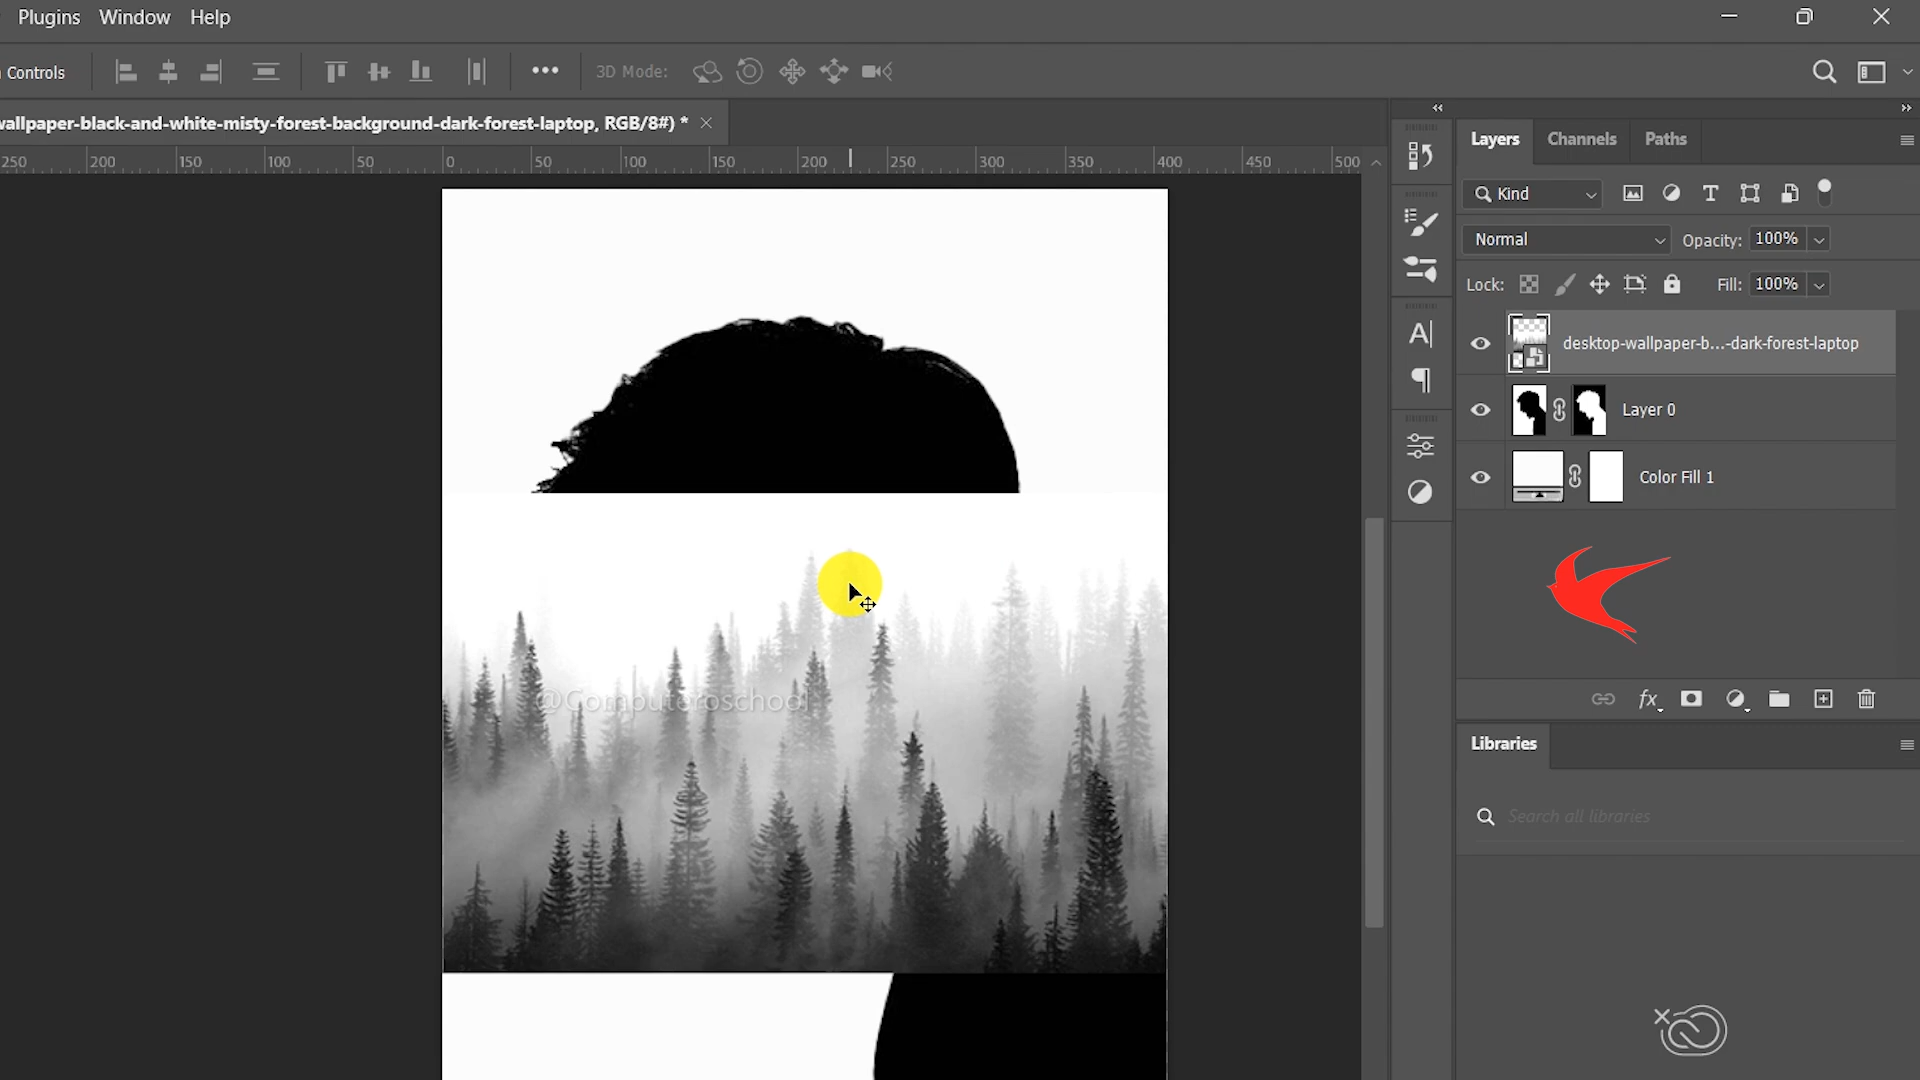 Plugins Window Help
Controls 3D Mode:
wallpaper-black-and-white-misty-forest-background-dark-forest-laptop, RGB/8#) *
250 200 150 100 50 0 50 100 150 200 250 300 350 400 450 500
Layers Channels Paths
Kind
Normal Opacity: 100%
Lock: Fill: 100%
desktop-wallpaper-b...-dark-forest-laptop
Layer 0
Color Fill 1
@Computeroschool
Libraries
Search all libraries